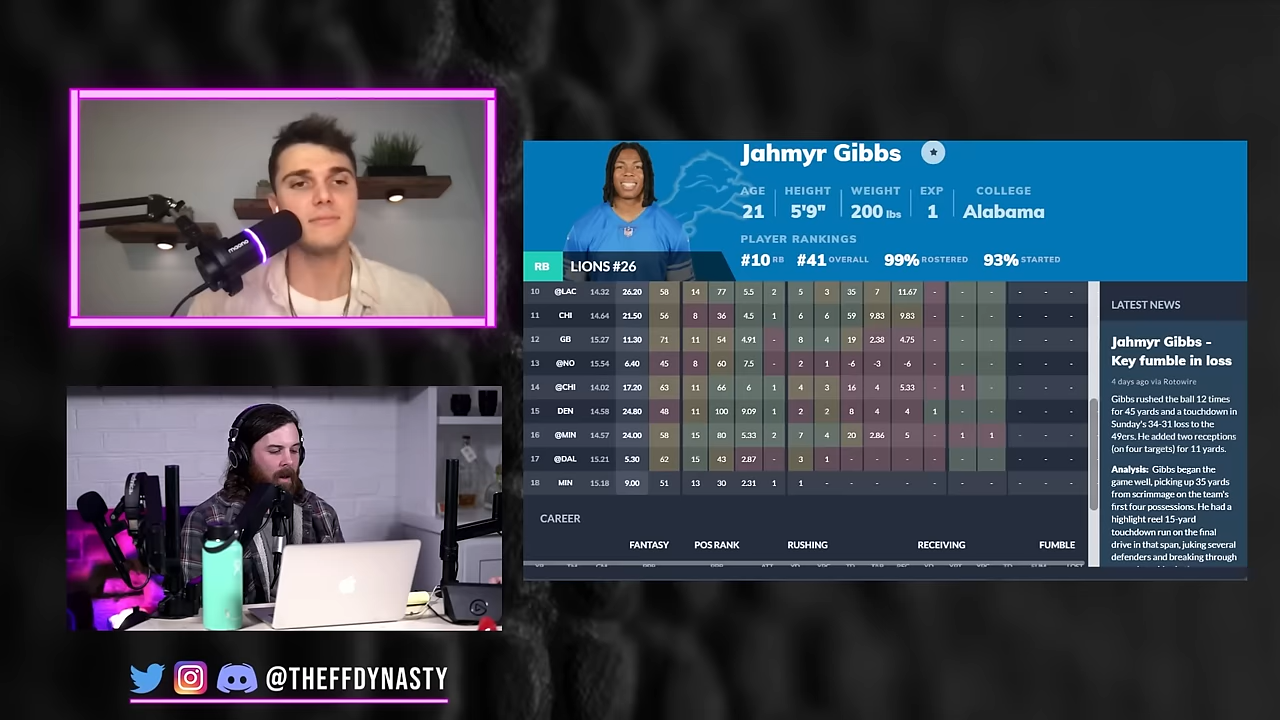 maono
@THEFFDYNASTY
Jahmyr Gibbs
AGE HEIGHT WEIGHT EXP COLLEGE
21 5'9" 200 lbs 1 Alabama
PLAYER RANKINGS
#10 RB #41 OVERALL 99% ROSTERED 93% STARTED
RB LIONS #26
10 @LAC 14.32 26.20 58 14 77 5.5 2 5 3 35 7 11.67 - - - - - -
11 CHI 14.64 21.50 56 8 36 4.5 1 6 6 59 9.83 9.83 - - - - - -
12 GB 15.27 11.30 71 11 54 4.91 - 8 4 19 2.38 4.75 - - - - - -
13 @NO 15.54 6.40 45 8 60 7.5 - 2 1 -6 -3 -6 - - - - - -
14 @CHI 14.02 17.20 63 11 66 6 1 4 3 16 4 5.33 - 1 - - - -
15 DEN 14.58 24.80 48 11 100 9.09 1 2 2 8 4 4 1 - - - - -
16 @MIN 14.57 24.00 58 15 80 5.33 2 7 4 20 2.86 5 - 1 1 - - -
17 @DAL 15.21 5.30 62 15 43 2.87 - 3 1 - - - - - - - - -
18 MIN 15.18 9.00 51 13 30 2.31 1 1 - - - - - - - - - -
CAREER
FANTASY POS RANK RUSHING RECEIVING FUMBLE
LATEST NEWS
Jahmyr Gibbs -
Key fumble in loss
4 days ago via Rotowire
Gibbs rushed the ball 12 times
for 45 yards and a touchdown in
Sunday's 34-31 loss to the
49ers. He added two receptions
(on four targets) for 11 yards.
Analysis: Gibbs began the
game well, picking up 35 yards
from scrimmage on the team's
first four possessions. He had a
highlight reel 15-yard
touchdown run on the final
drive in that span, juking several
defenders and breaking through